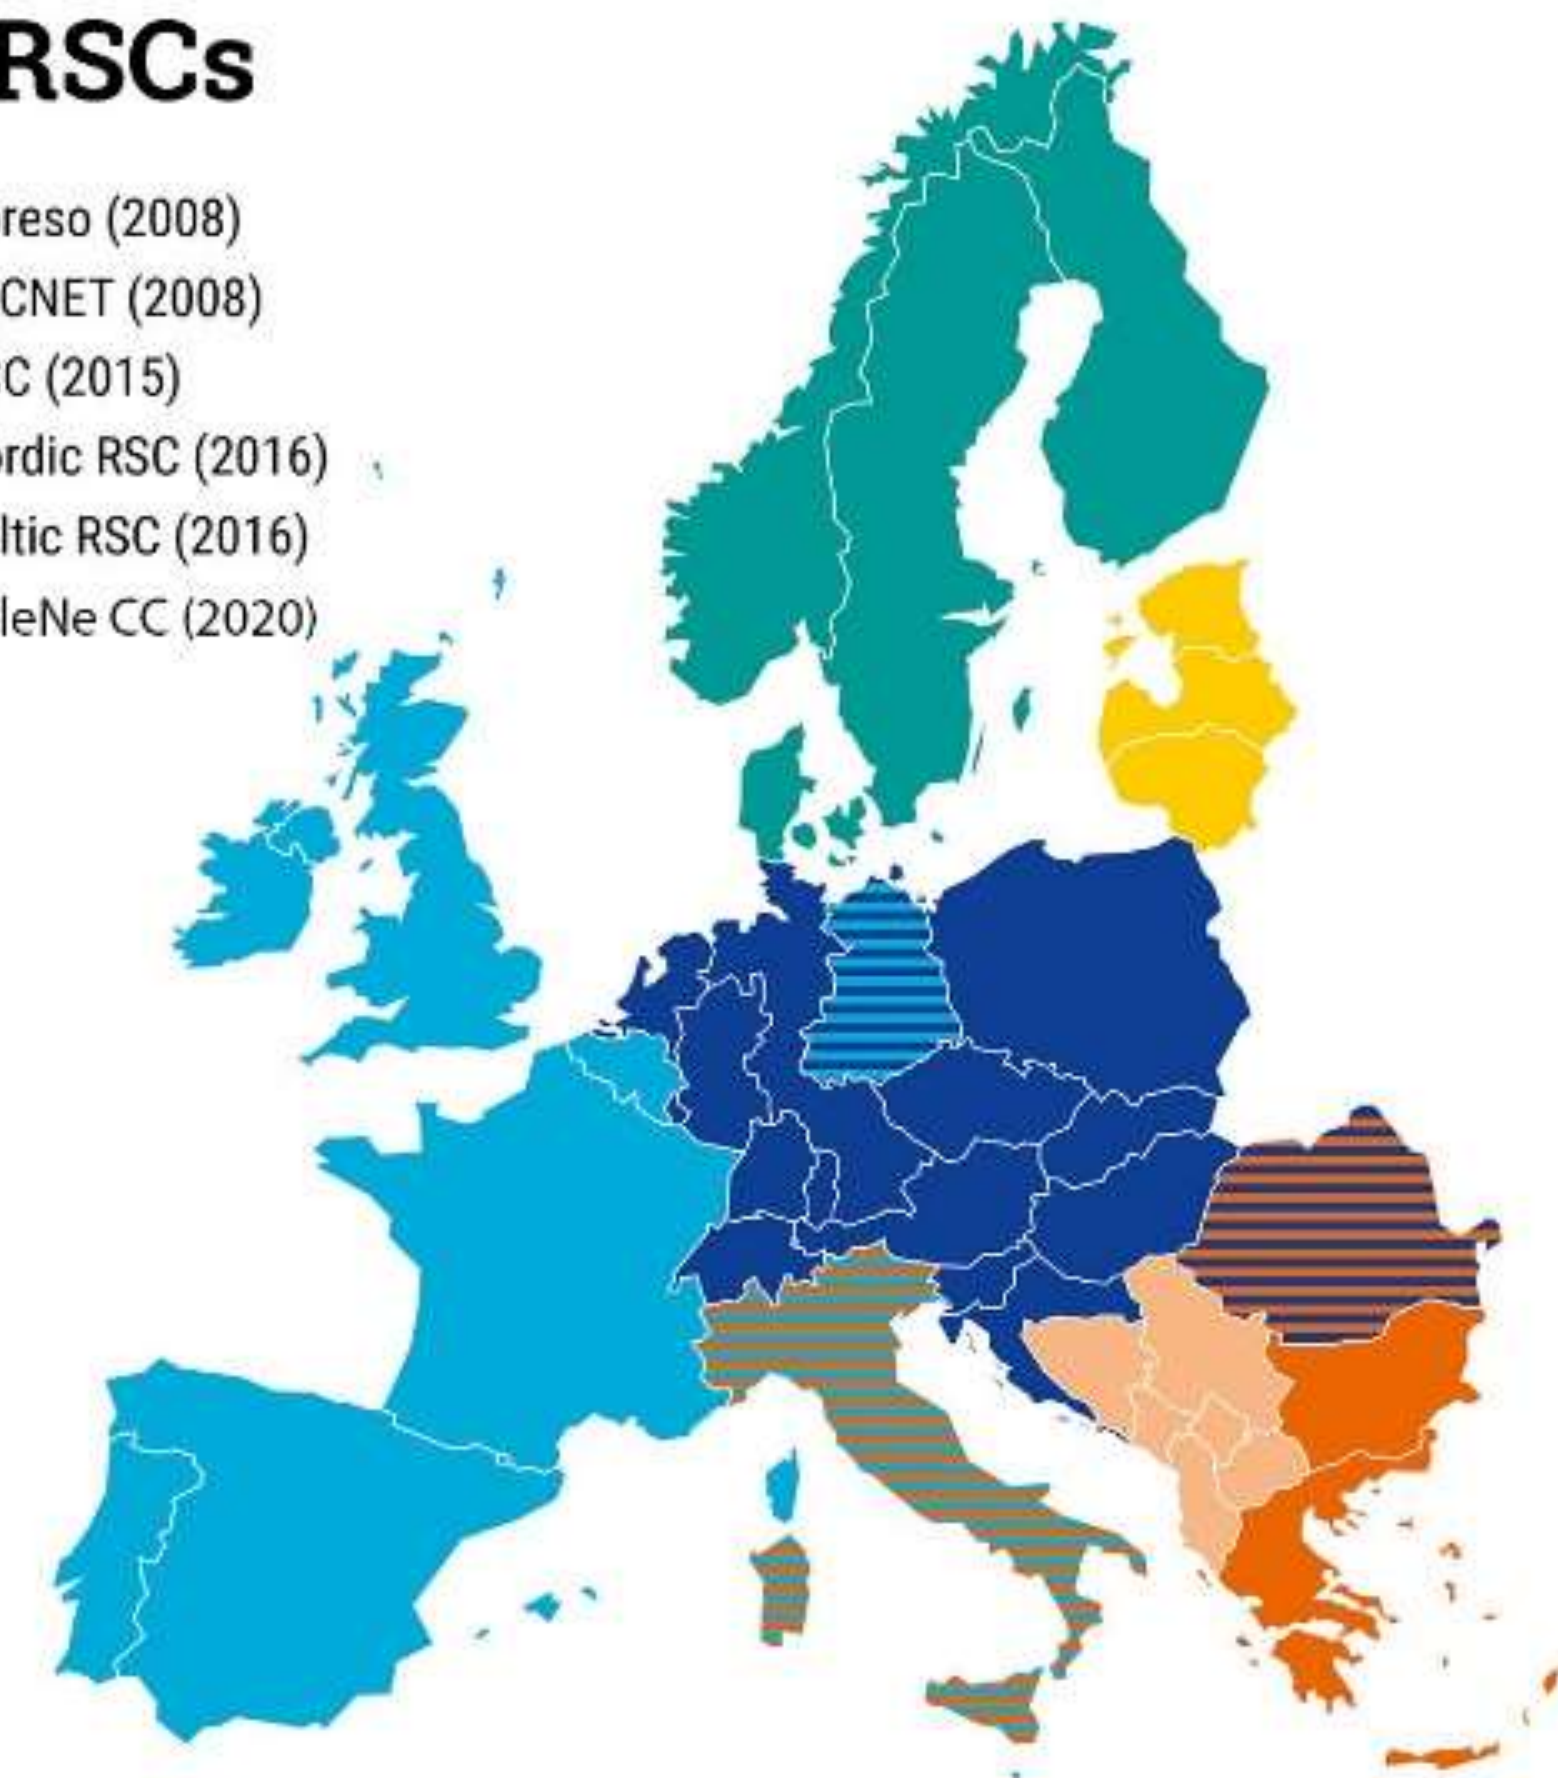 RSCs
reso (2008)
CNET (2008)
C (2015)
rdic RSC (2016)
ltic RSC (2016)
leNe CC (2020)